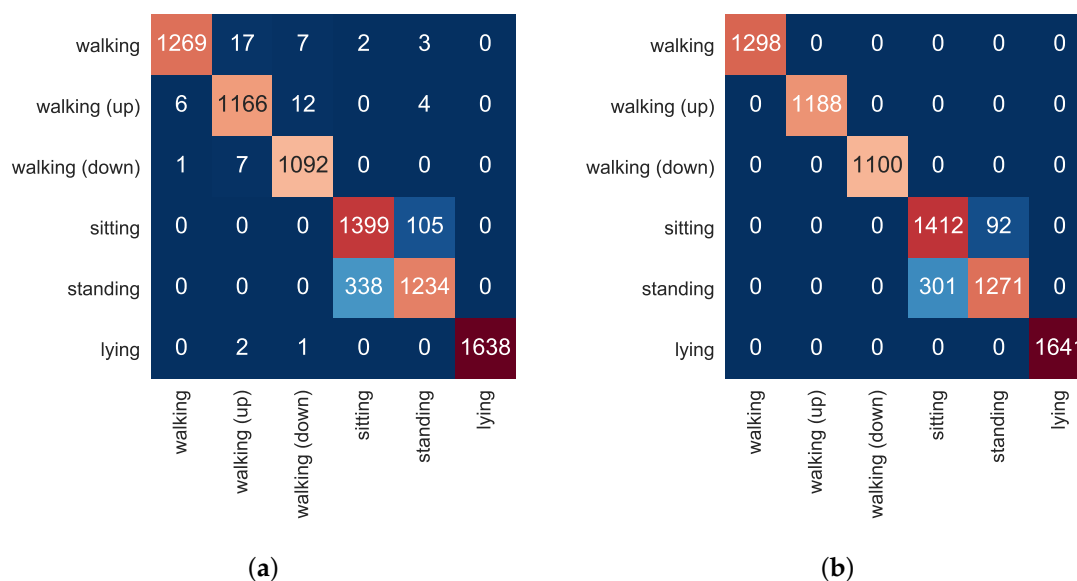 walking 1269 17 7 2 3 0
walking (up) 6 1166 12 0 4 0
walking (down) 1 7 1092 0 0 0
sitting 0 0 0 1399 105 0
standing 0 0 0 338 1234 0
lying 0 2 1 0 0 1638
walking
walking (up)
walking (down)
sitting
standing
lying
(a)
walking 1298 0 0 0 0 0
walking (up) 0 1188 0 0 0 0
walking (down) 0 0 1100 0 0 0
sitting 0 0 0 1412 92 0
standing 0 0 0 301 1271 0
lying 0 0 0 0 0 1641
walking
walking (up)
walking (down)
sitting
standing
lying
(b)